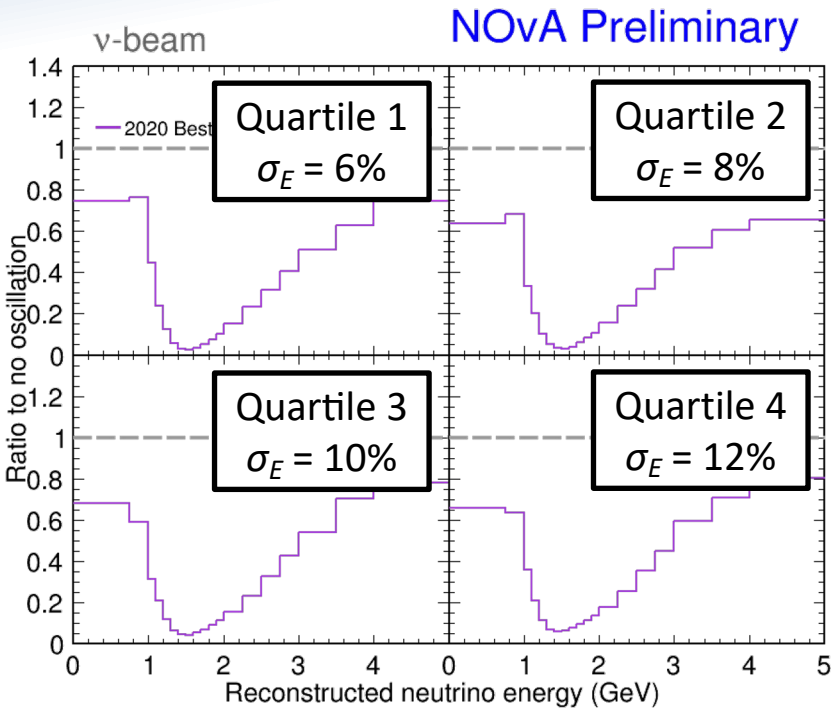 ν-beam
NOvA Preliminary
1.4
1.2
1
0.8
0.6
0.4
0.2
0
2020 Best
Quartile 1
σE = 6%
Quartile 2
σE = 8%
Ratio to no oscillation
1.2
1
0.8
0.6
0.4
0.2
0
Quartile 3
σE = 10%
Quartile 4
σE = 12%
0 1 2 3 4 0 1 2 3 4 5
Reconstructed neutrino energy (GeV)